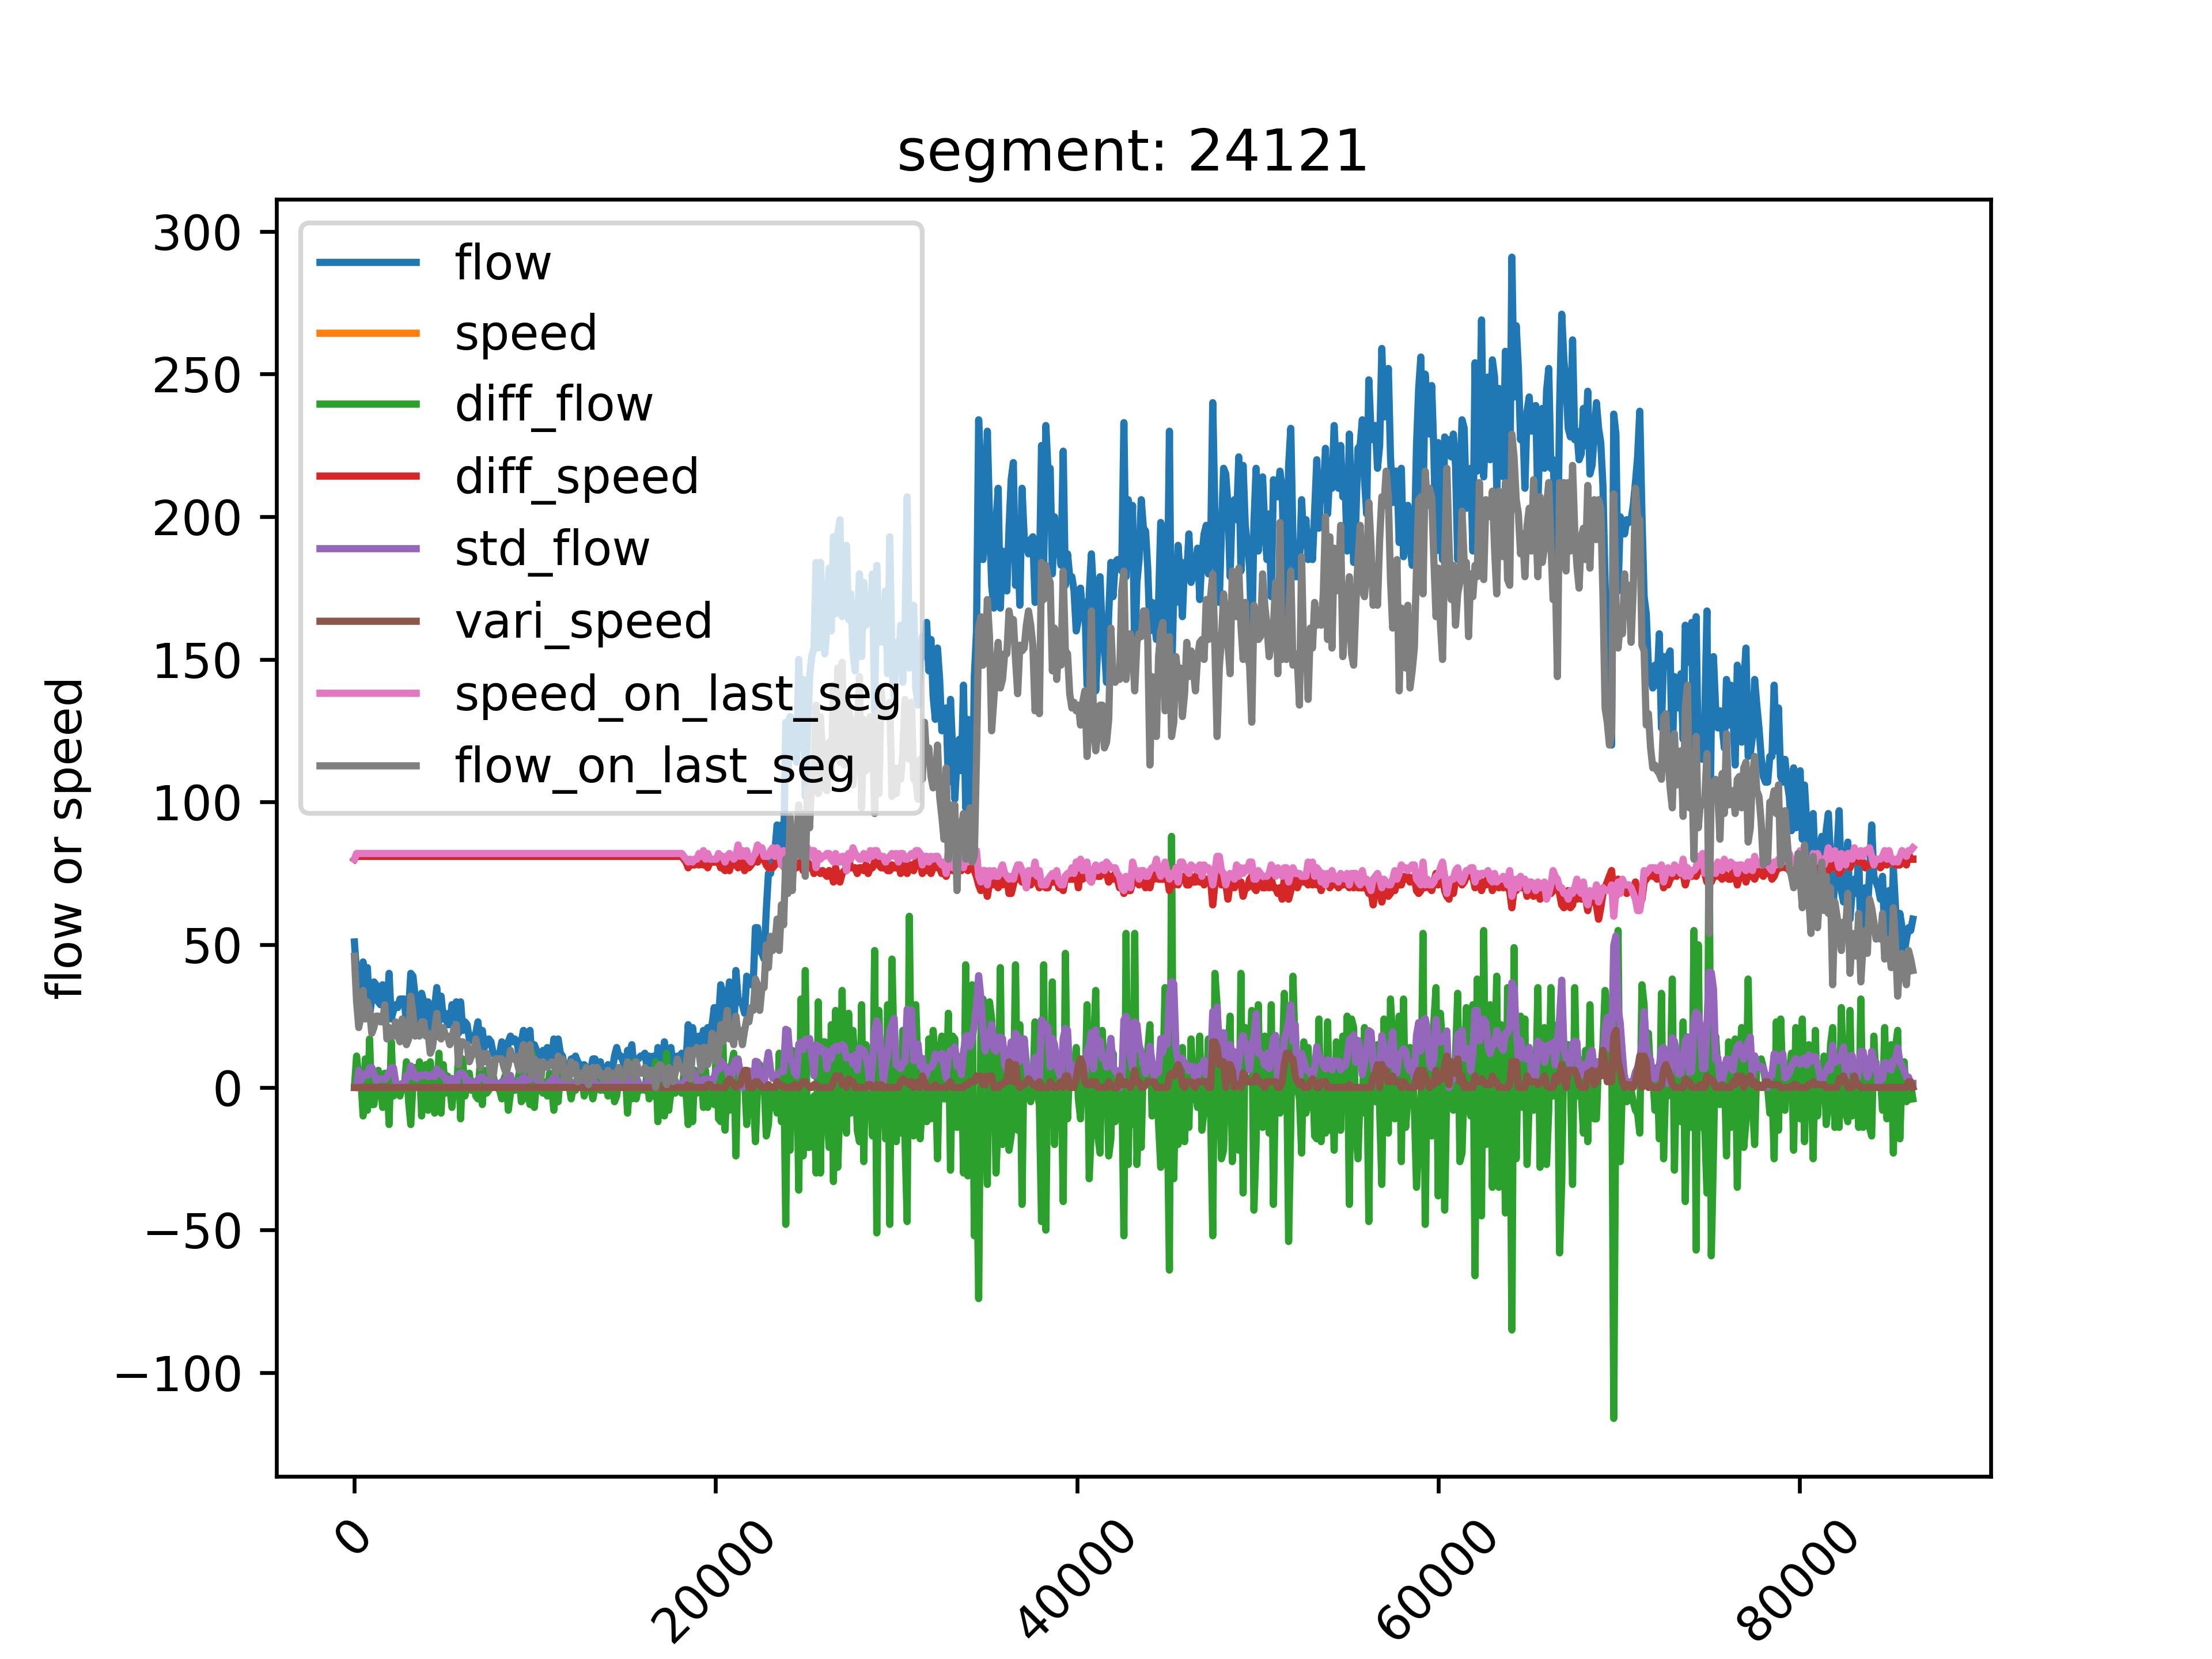 segment: 24121
300
250
200
150
100
50
0
−50
−100
flow or speed
flow
speed
diff_flow
diff_speed
std_flow
vari_speed
speed_on_last_seg
flow_on_last_seg
0
20000
40000
60000
80000